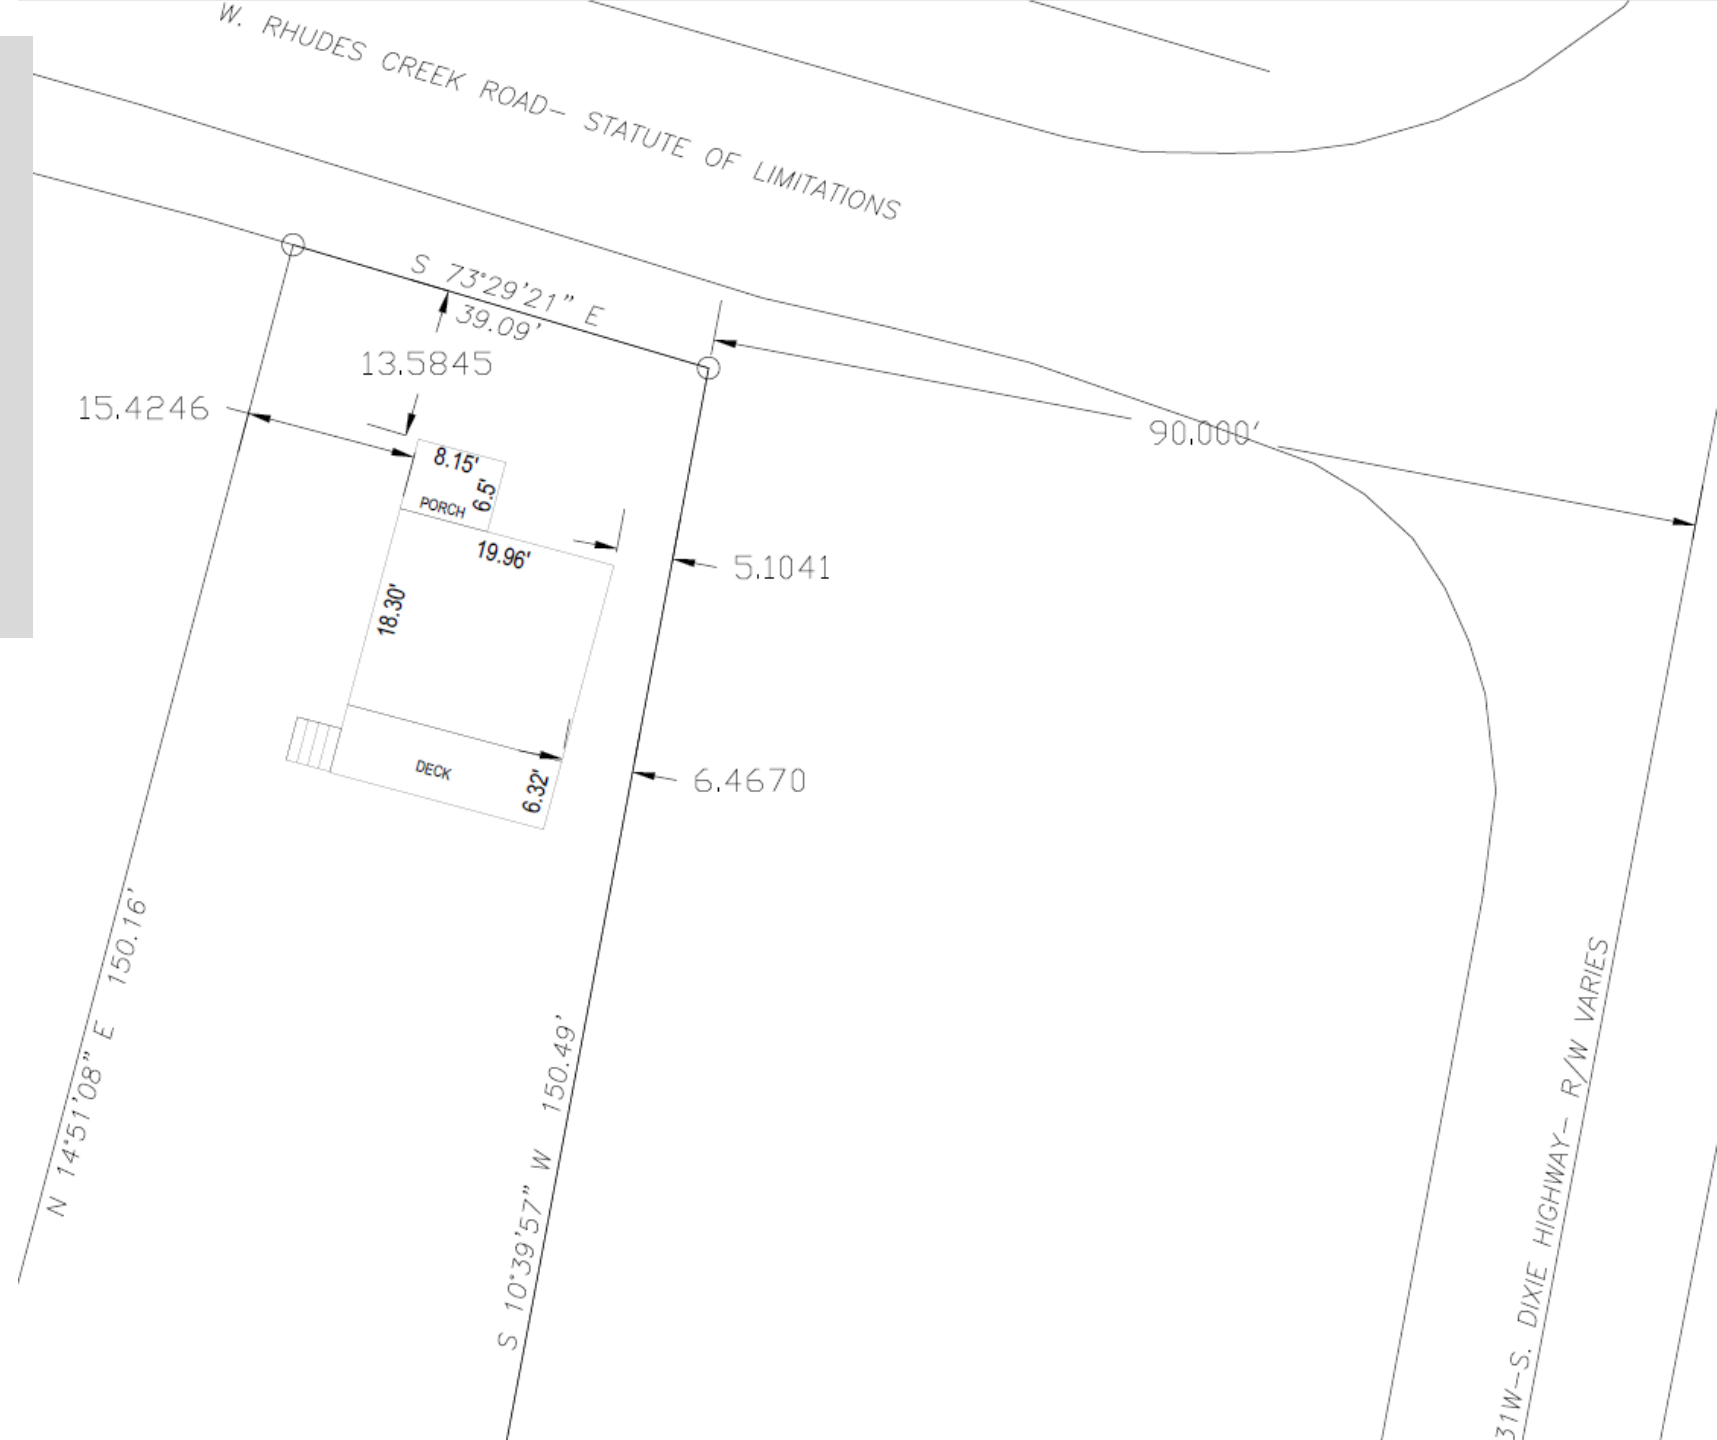 W. RHUDES CREEK ROAD- STATUTE OF LIMITATIONS
S 73°29'21" E
39.09'
13.5845
15.4246
90.000'
8.15'
6.5'
PORCH
19.96'
5.1041
18.30'
6.4670
DECK
6.32'
N 14°51'08" E 150.16'
S 10°39'57" W 150.49'
31W-S. DIXIE HIGHWAY- R/W VARIES